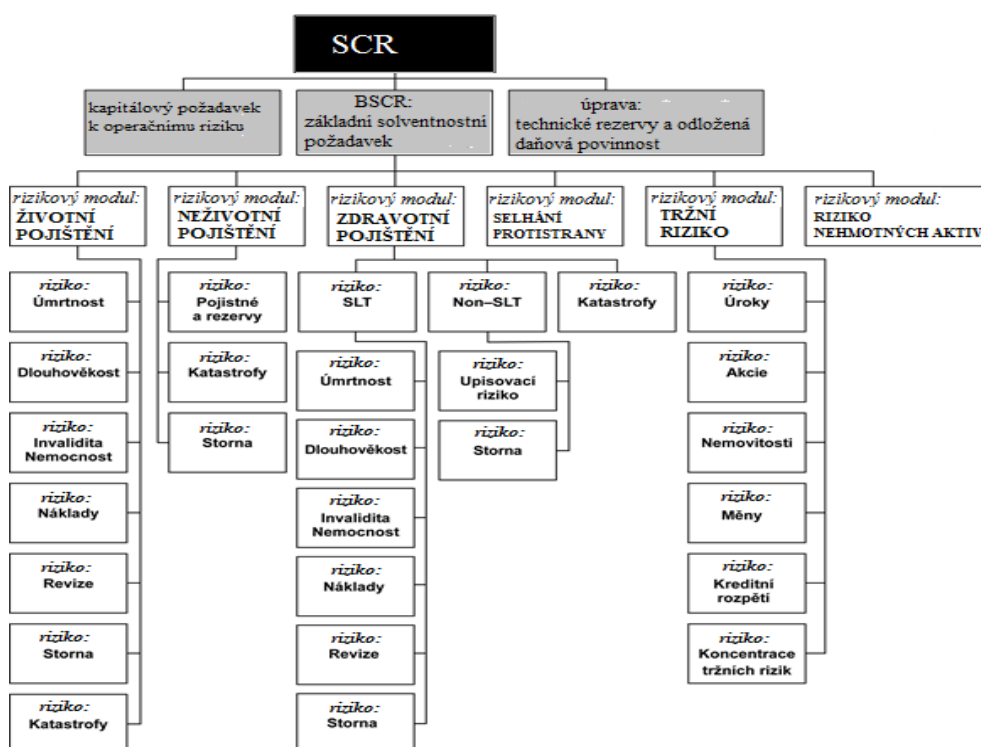 SCR
kapitálový požadavek
k operačnimu riziku
BSCR:
základní solventnostni
požadavek
úprava:
technické rezervy a odložená
daňová povinnost
rizikový modul:
ŽIVOTNÍ
POJIŠTĚNÍ
rizikový modul:
NEŽIVOTNÍ
POJIŠTĚNÍ
rizikový modul:
ZDRAVOTNÍ
POJIŠTĚNÍ
rizikový modul:
SELHÁNÍ
PROTISTRANY
rizikový modul:
TRŽNÍ
RIZIKO
rizikový modul:
RIZIKO
NEHMOTNÝCH AKTIV
riziko:
Úmrtnost
riziko:
Dlouhověkost
riziko:
Invalidita
Nemocnost
riziko:
Náklady
riziko:
Revize
riziko:
Storna
riziko:
Katastrofy
riziko:
Pojistné
a rezervy
riziko:
Katastrofy
riziko:
Storna
riziko:
SLT
riziko:
Úmrtnost
riziko:
Dlouhověkost
riziko:
Invalidita
Nemocnost
riziko:
Náklady
riziko:
Revize
riziko:
Storna
riziko:
Non–SLT
riziko:
Upisovací
riziko
riziko:
Storna
riziko:
Katastrofy
riziko:
Úroky
riziko:
Akcie
riziko:
Nemovitosti
riziko:
Měny
riziko:
Kreditní
rozpětí
riziko:
Koncentrace
tržních rizik